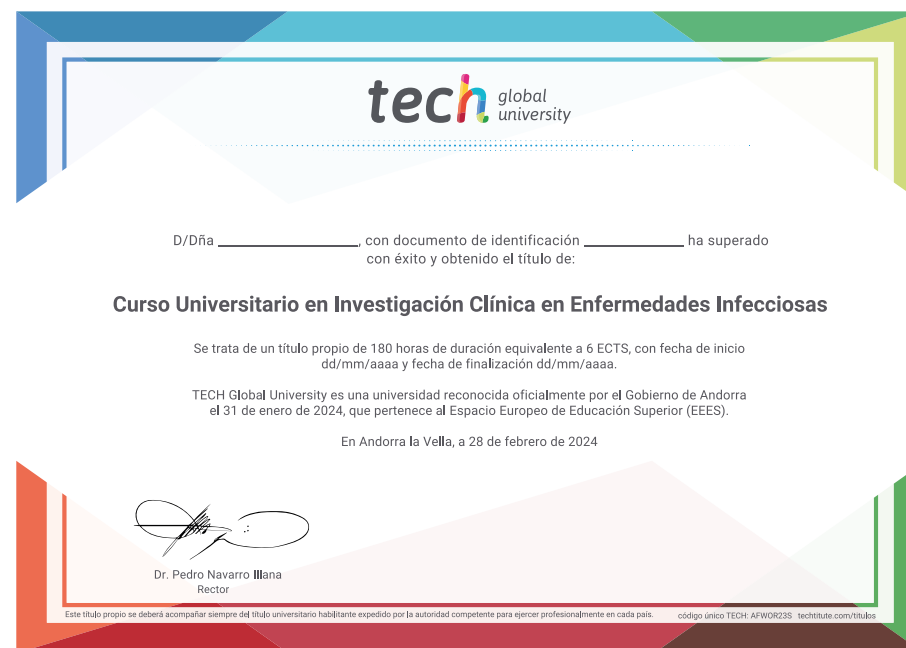 tech global university
D/Dña ____________, con documento de identificación ____________ ha superado
con éxito y obtenido el título de:
Curso Universitario en Investigación Clínica en Enfermedades Infecciosas
Se trata de un título propio de 180 horas de duración equivalente a 6 ECTS, con fecha de inicio
dd/mm/aaaa y fecha de finalización dd/mm/aaaa.
TECH Global University es una universidad reconocida oficialmente por el Gobierno de Andorra
el 31 de enero de 2024, que pertenece al Espacio Europeo de Educación Superior (EEES).
En Andorra la Vella, a 28 de febrero de 2024
Dr. Pedro Navarro Illana
Rector
Este título propio se deberá acompañar siempre del título universitario habilitante expedido por la autoridad competente para ejercer profesionalmente en cada país.
código único TECH: AFWOR23S techtitute.com/titulos